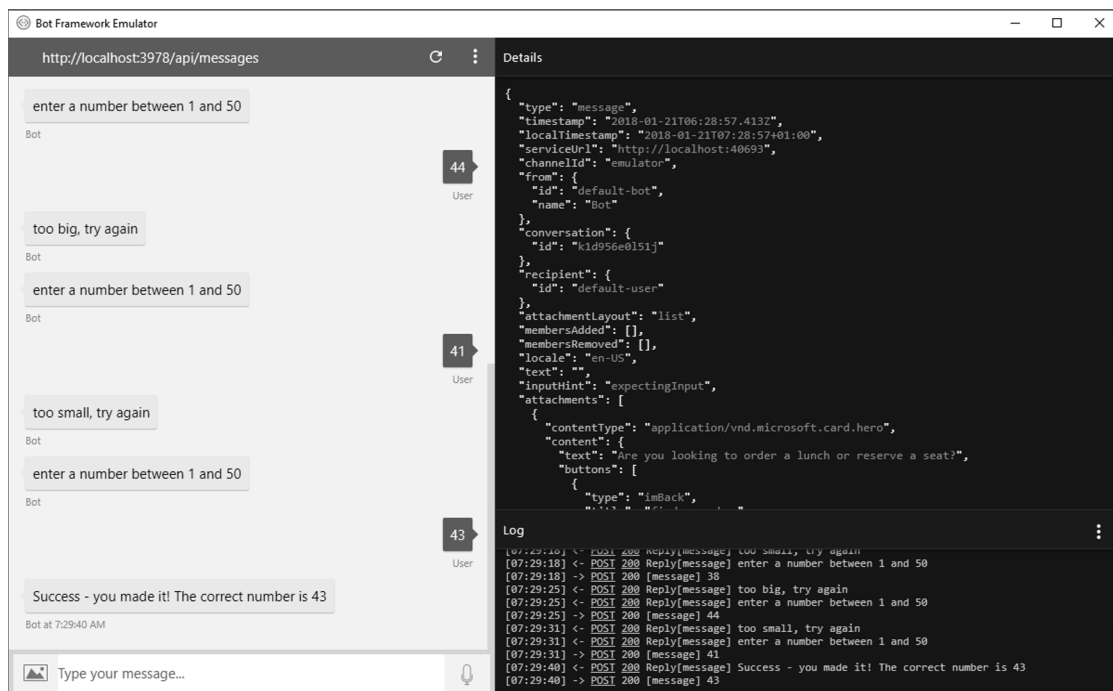 Bot Framework Emulator
http://localhost:3978/api/messages
enter a number between 1 and 50
Bot
44
User
too big, try again
Bot
enter a number between 1 and 50
Bot
41
User
too small, try again
Bot
enter a number between 1 and 50
Bot
43
User
Success - you made it! The correct number is 43
Bot at 7:29:40 AM
Type your message...
Details
{
"type": "message",
"timestamp": "2018-01-21T06:28:57.413Z",
"localTimestamp": "2018-01-21T07:28:57+01:00",
"serviceUrl": "http://localhost:40693",
"channelId": "emulator",
"from": {
"id": "default-bot",
"name": "Bot"
},
"conversation": {
"id": "k1d956e0l51j"
},
"recipient": {
"id": "default-user"
},
"attachmentLayout": "list",
"membersAdded": [],
"membersRemoved": [],
"locale": "en-US",
"text": "",
"inputHint": "expectingInput",
"attachments": [
{
"contentType": "application/vnd.microsoft.card.hero",
"content": {
"text": "Are you looking to order a lunch or reserve a seat?",
"buttons": [
{
"type": "imBack",
Log
[07:29:18] <- POST 200 Reply[message] too small, try again
[07:29:18] <- POST 200 Reply[message] enter a number between 1 and 50
[07:29:18] -> POST 200 [message] 38
[07:29:25] <- POST 200 Reply[message] too big, try again
[07:29:25] <- POST 200 Reply[message] enter a number between 1 and 50
[07:29:25] -> POST 200 [message] 44
[07:29:31] <- POST 200 Reply[message] too small, try again
[07:29:31] <- POST 200 Reply[message] enter a number between 1 and 50
[07:29:31] -> POST 200 [message] 41
[07:29:40] <- POST 200 Reply[message] Success - you made it! The correct number is 43
[07:29:40] -> POST 200 [message] 43